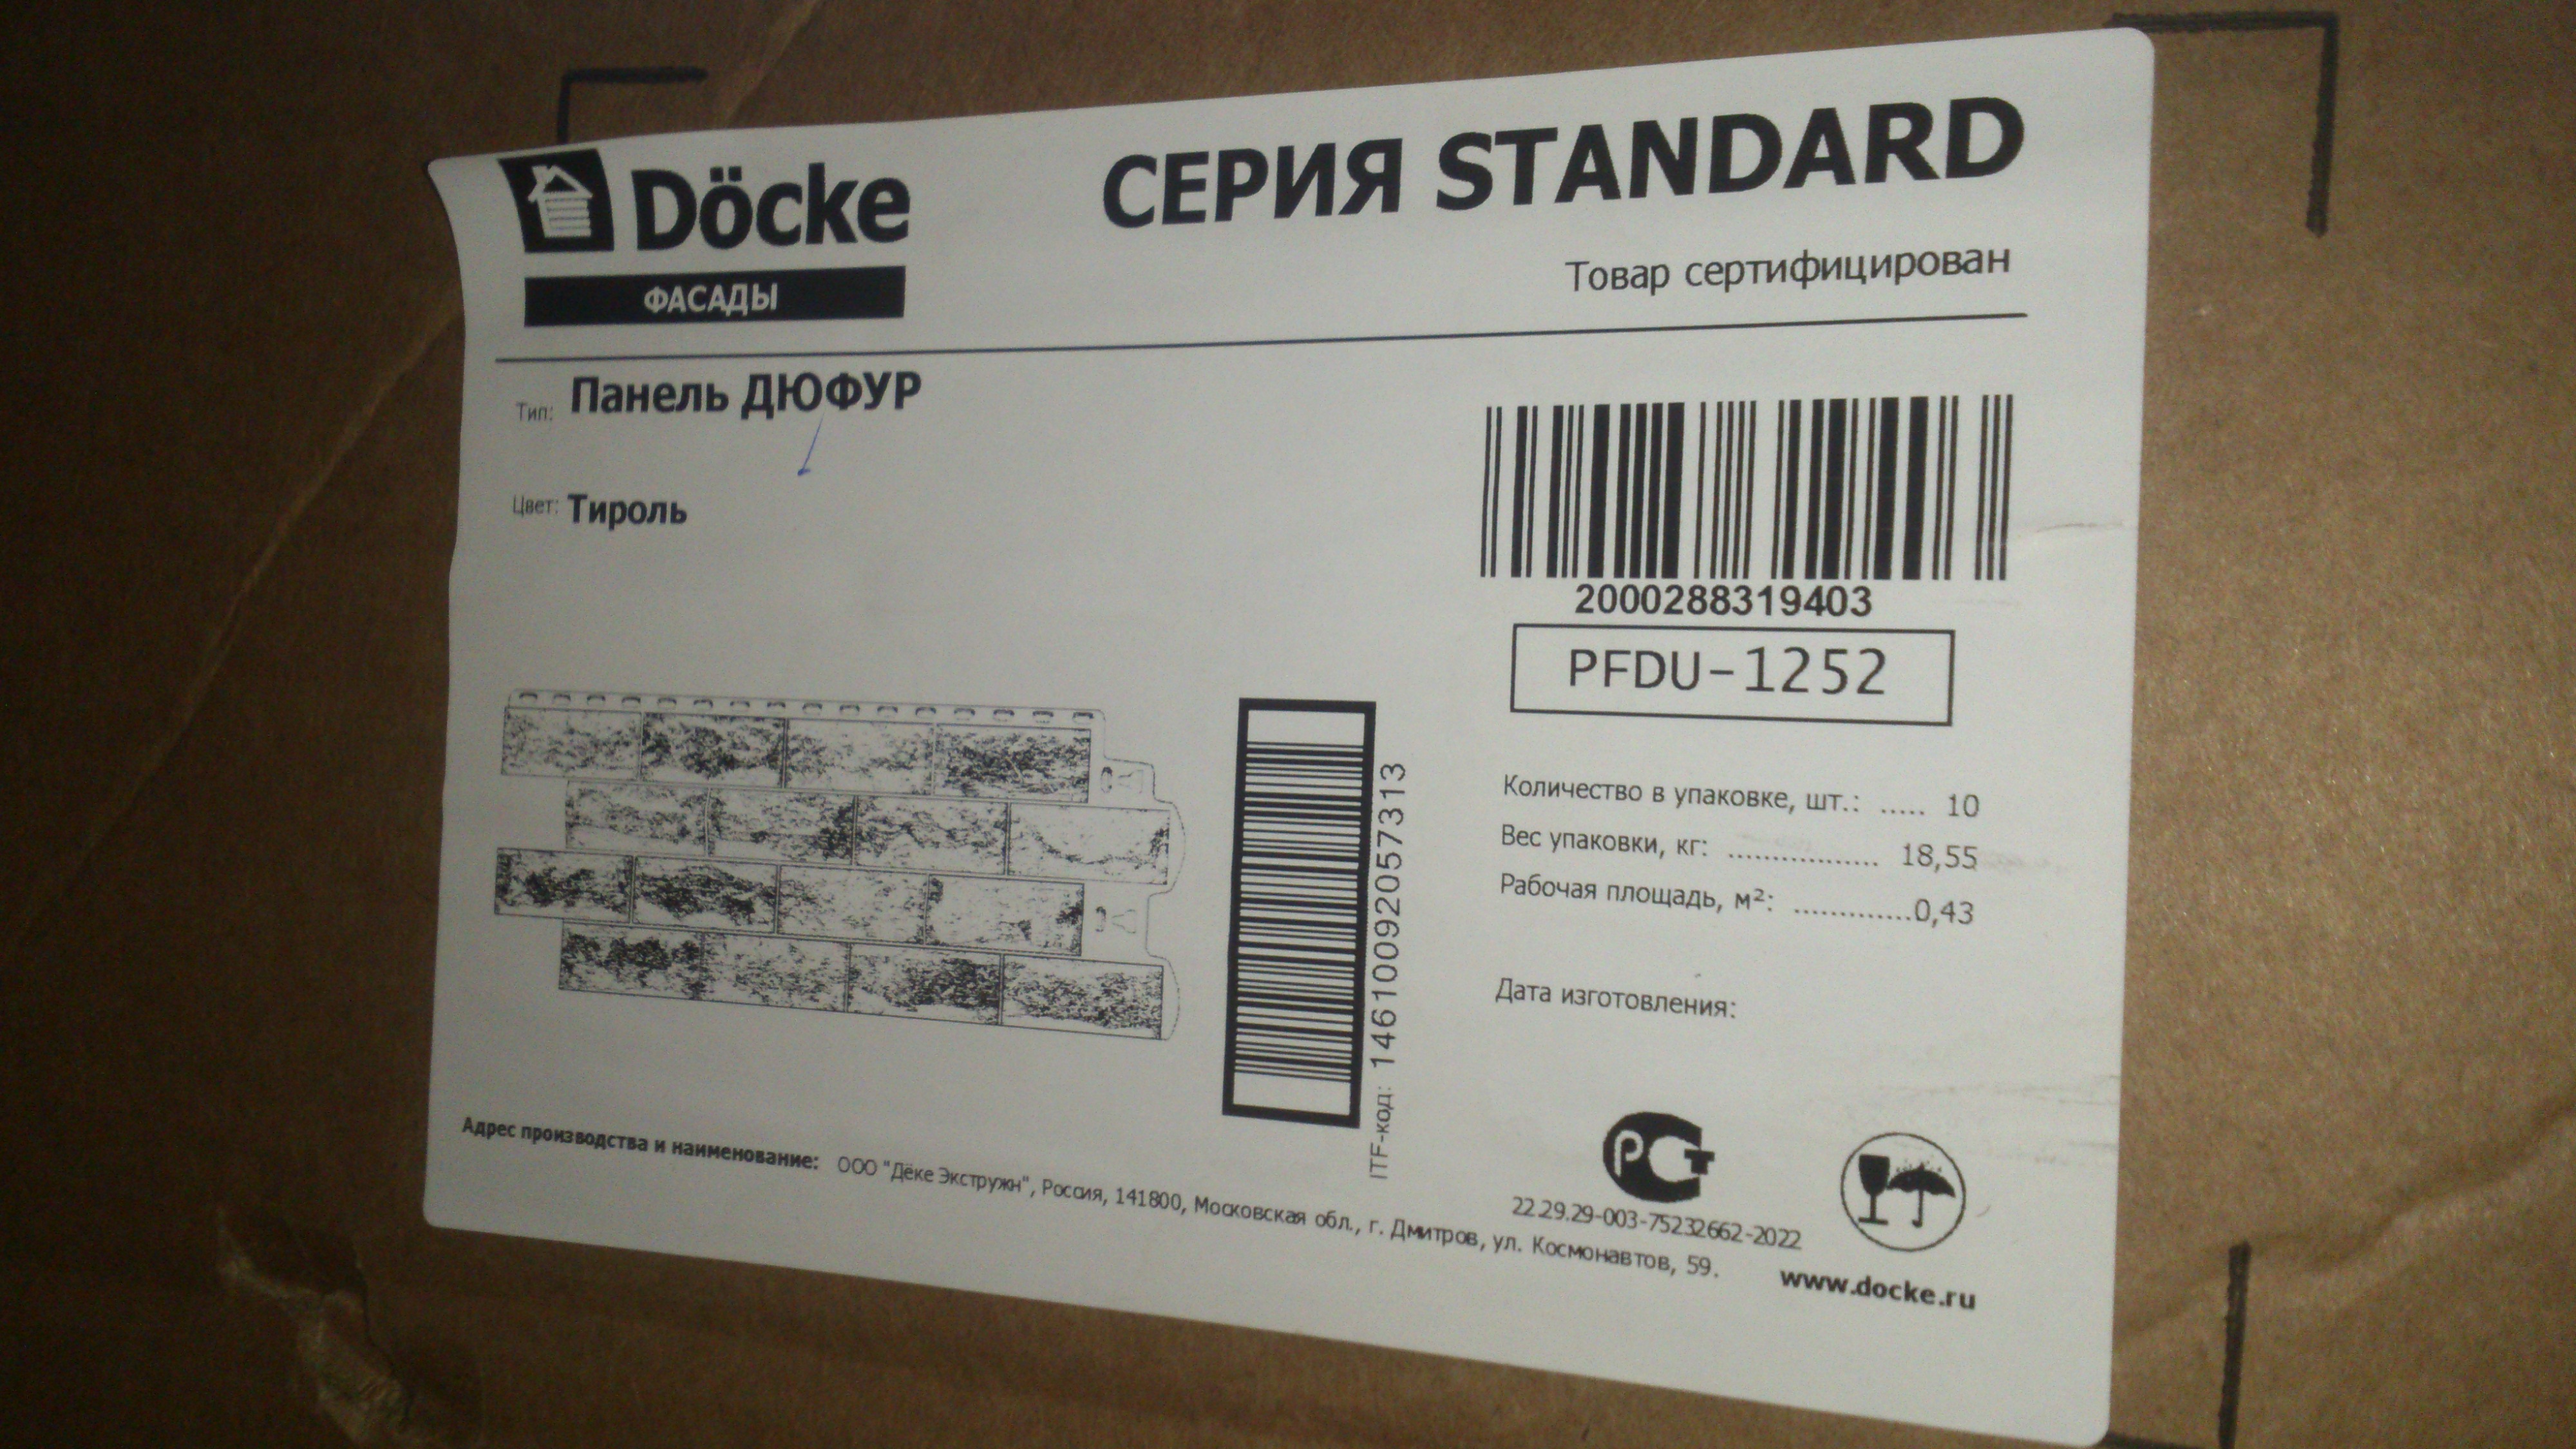 Döcke
ФАСАДЫ
СЕРИЯ STANDARD
Товар сертифицирован
Тип: Панель ДЮФУР
Цвет: Тироль
2000288319403
PFDU-1252
Количество в упаковке, шт.: ..... 10
Вес упаковки, кг: ................. 18,55
Рабочая площадь, м²: .............0,43
Дата изготовления:
ITF-код: 14610092057313
РСТ
22.29.29-003-75232662-2022
Адрес производства и наименование: ООО "Дёке Экстружн", Россия, 141800, Московская обл., г. Дмитров, ул. Космонавтов, 59.
www.docke.ru